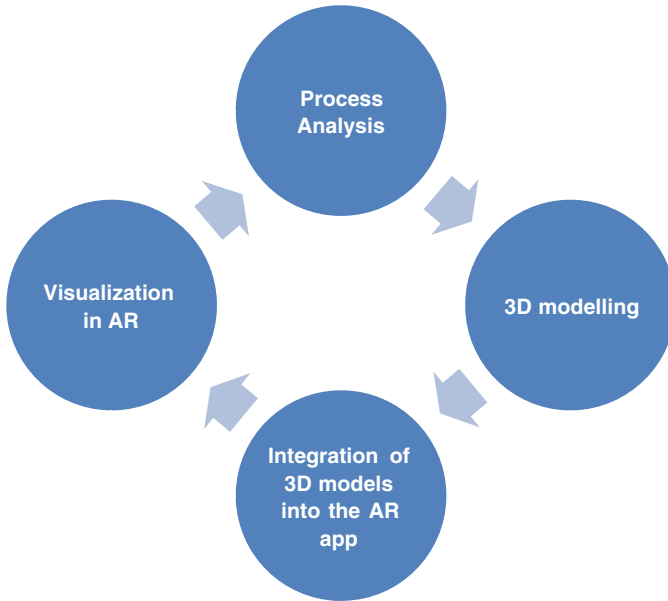 Process
Analysis
3D modelling
Integration of
3D models
into the AR
app
Visualization
in AR